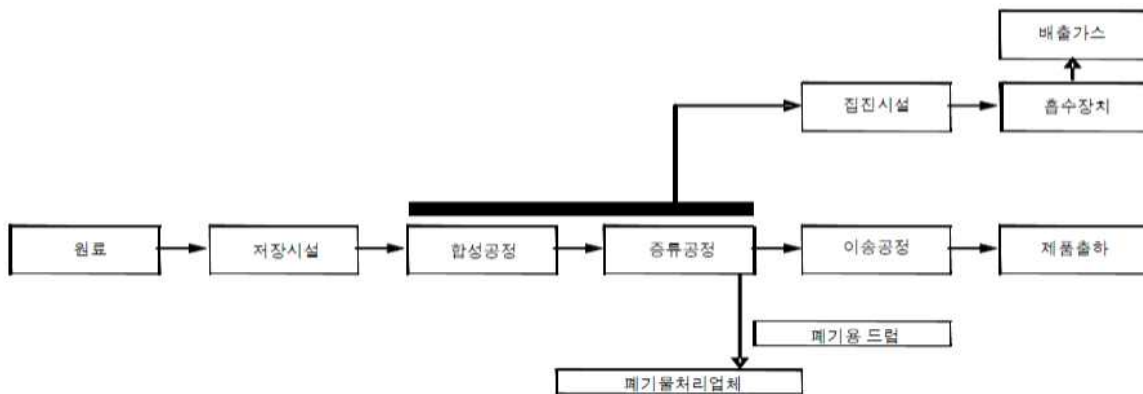 배출가스
집진시설
흡수장치
원료
저장시설
합성공정
증류공정
이송공정
제품출하
폐기용 드럼
폐기물처리업체